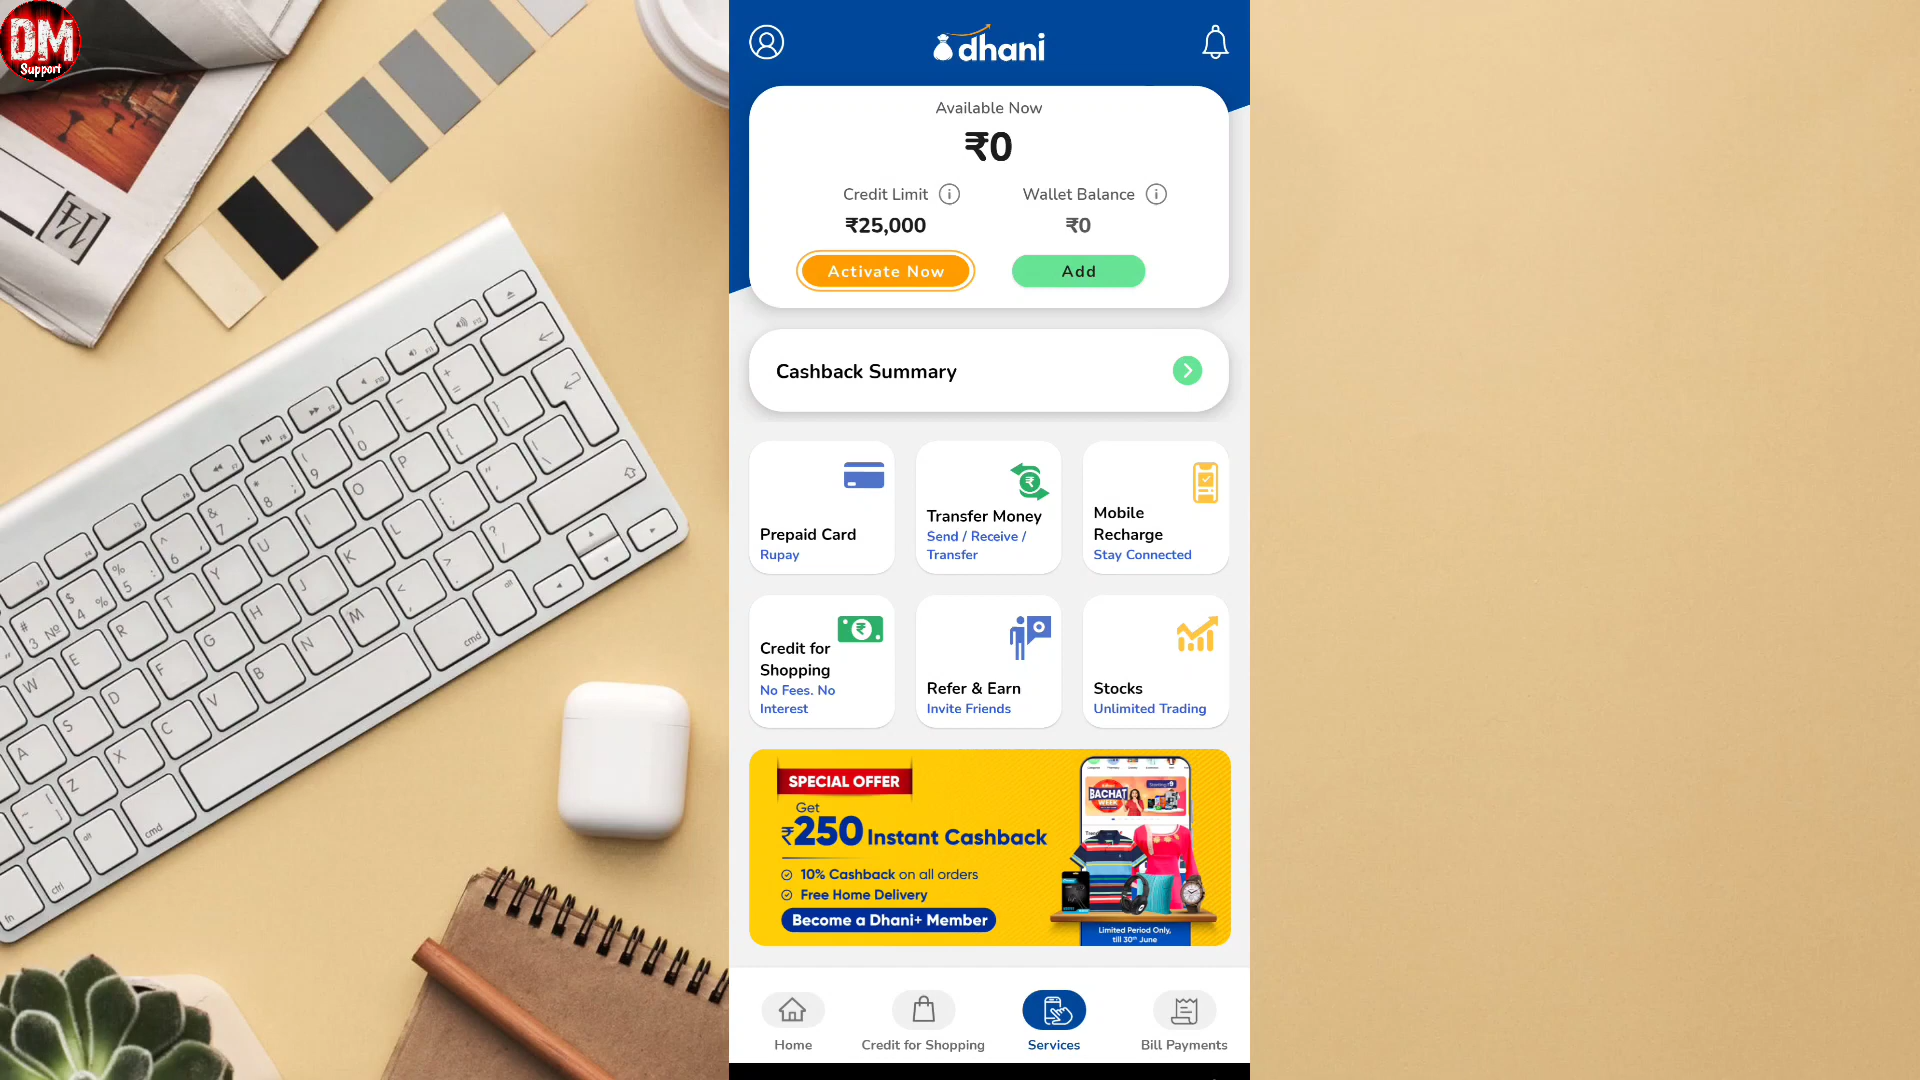 DM
Support
dhani
Available Now
₹0
Credit Limit
Wallet Balance
₹25,000
₹0
Activate Now
Add
Cashback Summary
Prepaid Card
Rupay
Transfer Money
Send / Receive /
Transfer
Mobile
Recharge
Stay Connected
Credit for
Shopping
No Fees. No
Interest
Refer & Earn
Invite Friends
Stocks
Unlimited Trading
SPECIAL OFFER
Get
₹250 Instant Cashback
10% Cashback on all orders
Free Home Delivery
Become a Dhani+ Member
BACHAT
WEEK
Limited Period Only,
till 30th June
Home
Credit for Shopping
Services
Bill Payments